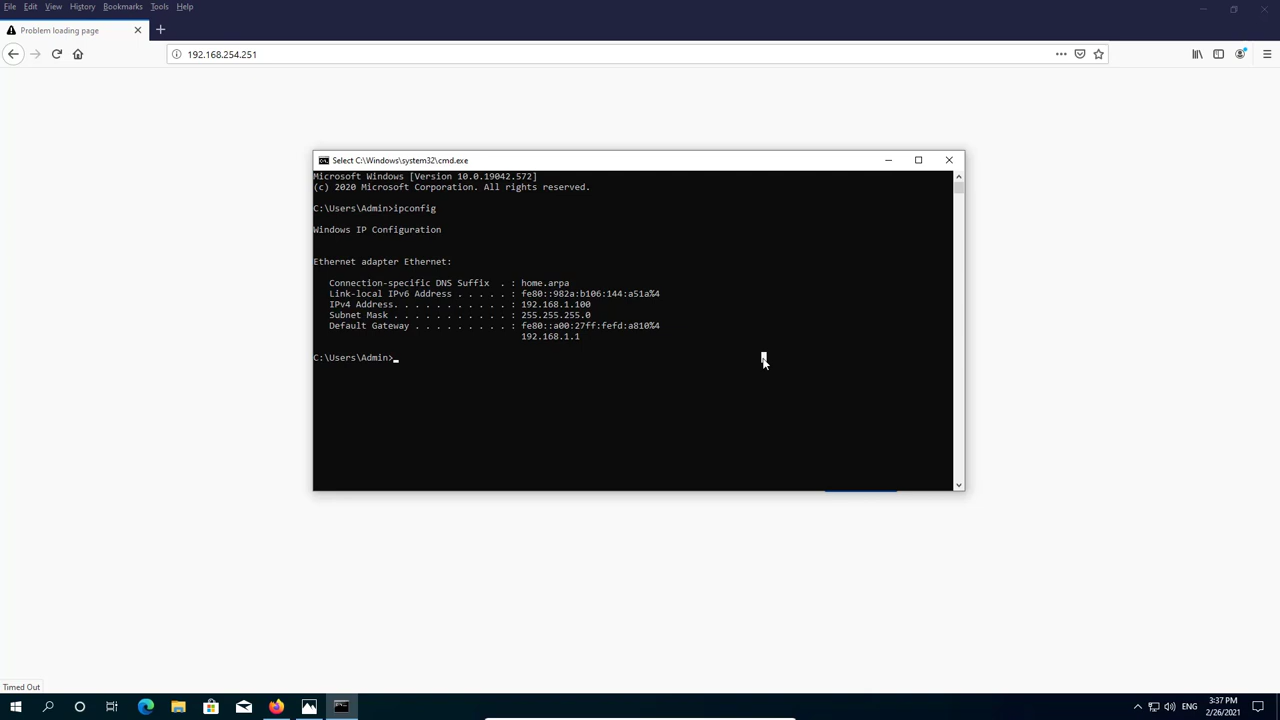 File Edit View History Bookmarks Tools Help
Problem loading page
192.168.254.251
Select C:\Windows\system32\cmd.exe
Microsoft Windows [Version 10.0.19042.572]
(c) 2020 Microsoft Corporation. All rights reserved.
C:\Users\Admin>ipconfig
Windows IP Configuration
Ethernet adapter Ethernet:
Connection-specific DNS Suffix . : home.arpa
Link-local IPv6 Address . . . . . : fe80::982a:b106:144:a51a%4
IPv4 Address. . . . . . . . . . . : 192.168.1.100
Subnet Mask . . . . . . . . . . . : 255.255.255.0
Default Gateway . . . . . . . . . : fe80::a00:27ff:fefd:a810%4
192.168.1.1
C:\Users\Admin>
Timed Out
ENG
3:37 PM
2/26/2021